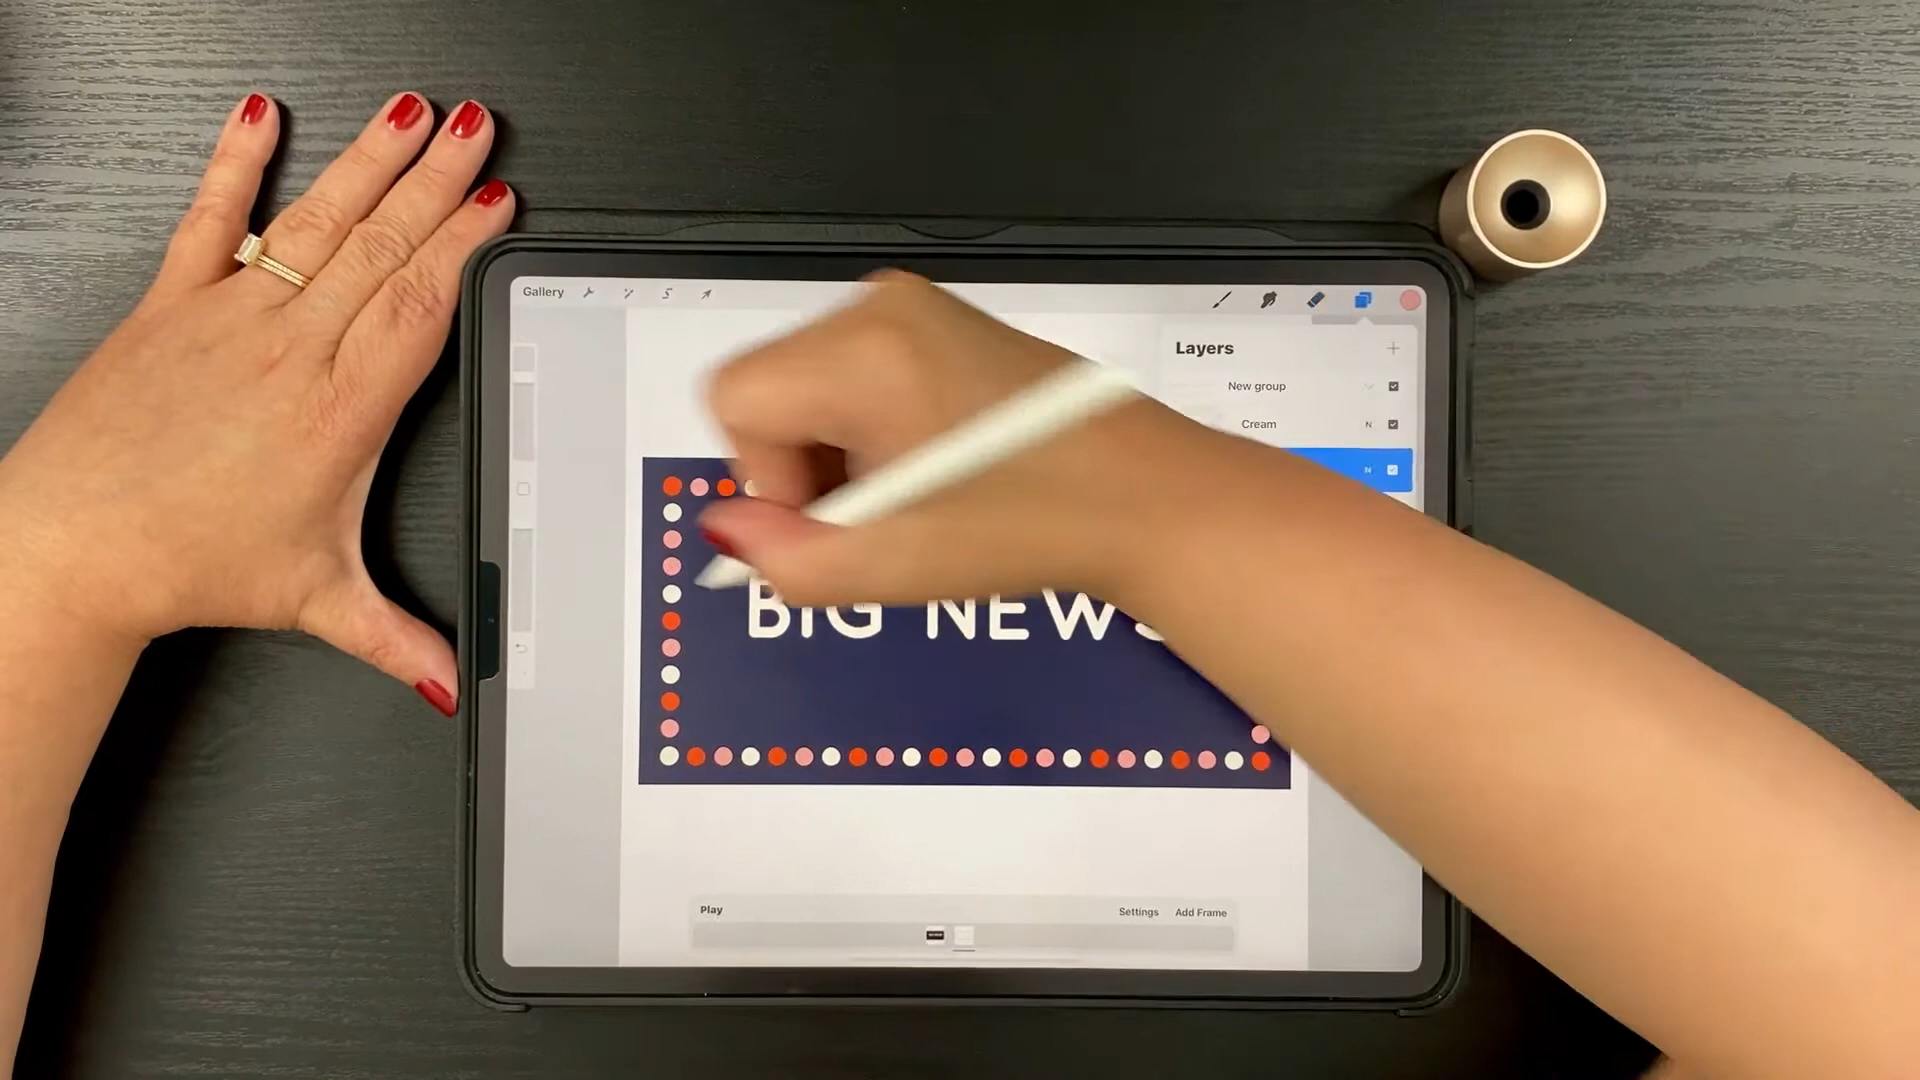 Gallery
Layers
New group
Cream
N
N
BIG NEWS
Play
Settings
Add Frame